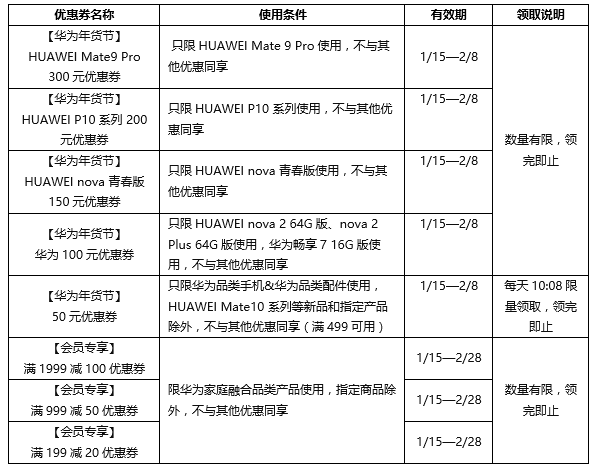 优惠券名称 使用条件 有效期 领取说明
【华为年货节】
HUAWEI Mate9 Pro
300 元优惠券
只限 HUAWEI Mate 9 Pro 使用，不与其
他优惠同享
1/15—2/8
数量有限，领
完即止
【华为年货节】
HUAWEI P10 系列 200
元优惠券
只限 HUAWEI P10 系列使用，不与其他优
惠同享
1/15—2/8
【华为年货节】
HUAWEI nova 青春版
150 元优惠券
只限 HUAWEI nova 青春版使用，不与其
他优惠同享
1/15—2/8
【华为年货节】
华为 100 元优惠券
只限 HUAWEI nova 2 64G 版、nova 2
Plus 64G 版使用，华为畅享 7 16G 版使
用，不与其他优惠同享
1/15—2/8
【华为年货节】
50 元优惠券
只限华为品类手机&华为品类配件使用，
HUAWEI Mate10 系列等新品和指定产品
除外，不与其他优惠同享（满 499 可用）
1/15—2/8
每天 10:08 限
量领取，领完
即止
【会员专享】
满 1999 减 100 优惠券
限华为家庭融合品类产品使用，指定商品除
外，不与其他优惠同享
1/15—2/28
数量有限，领
完即止
【会员专享】
满 999 减 50 优惠券
1/15—2/28
【会员专享】
满 199 减 20 优惠券
1/15—2/28